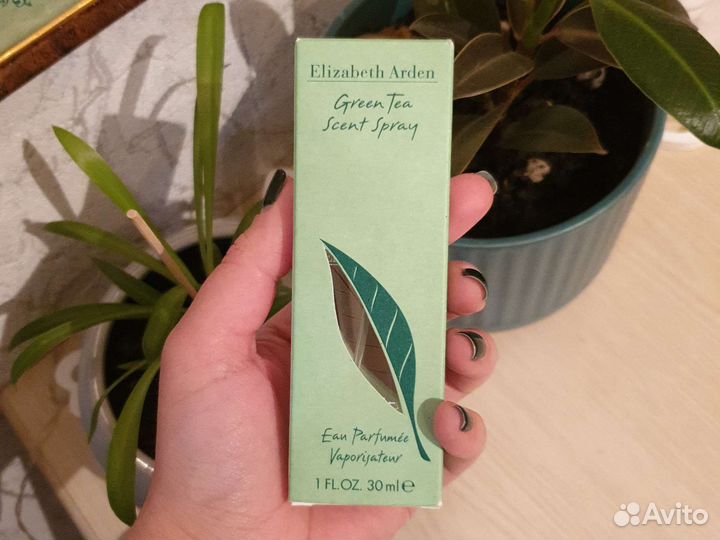 Elizabeth Arden
Green Tea
Scent Spray
Eau Parfumée
Vaporisateur
1 FL.OZ. 30 ml ℮
Avito